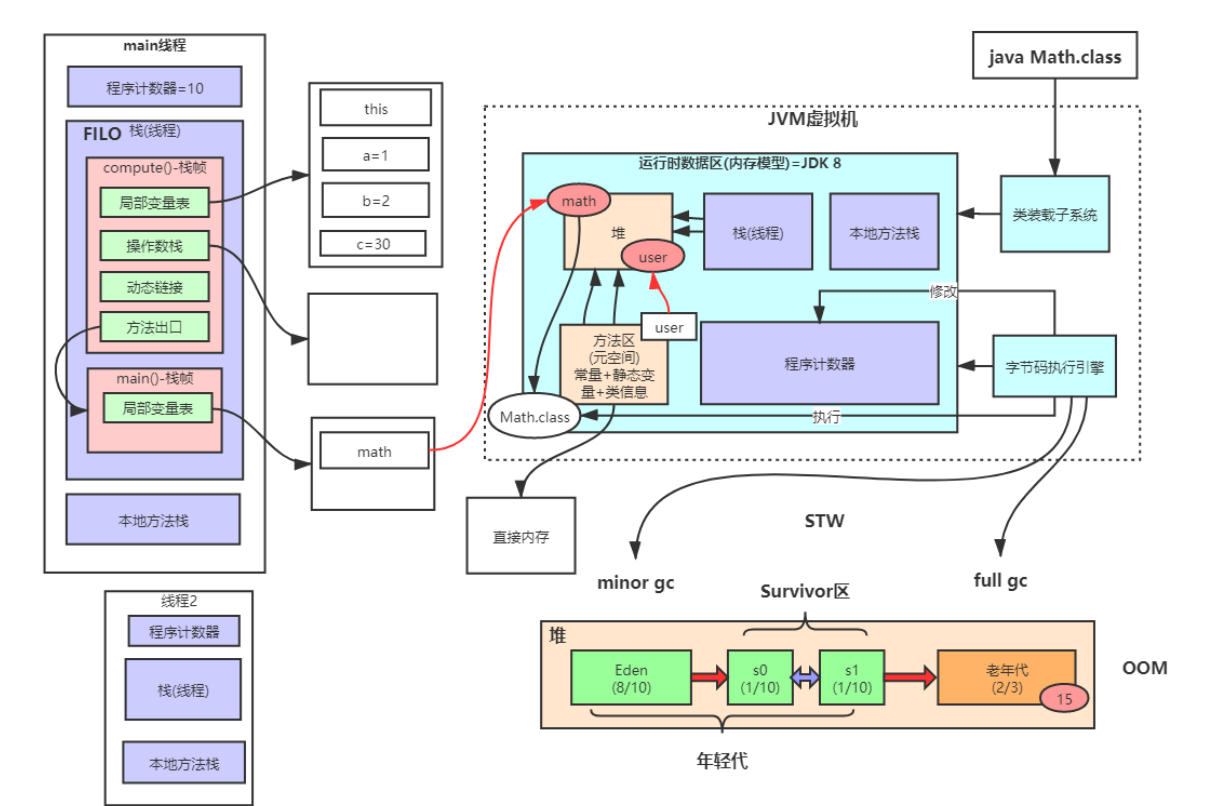 main线程
程序计数器=10
FILO 栈(线程)
compute()-栈帧
局部变量表
操作数栈
动态链接
方法出口
main()-栈帧
局部变量表
本地方法栈
线程2
程序计数器
栈(线程)
本地方法栈
this
a=1
b=2
c=30
math
java Math.class
JVM虚拟机
运行时数据区(内存模型)=JDK 8
math
堆
user
栈(线程)
本地方法栈
类装载子系统
修改
user
方法区
(元空间)
常量+静态变
量+类信息
程序计数器
字节码执行引擎
Math.class
执行
直接内存
STW
minor gc
full gc
Survivor区
堆
Eden
(8/10)
s0
(1/10)
s1
(1/10)
老年代
(2/3)
15
OOM
年轻代